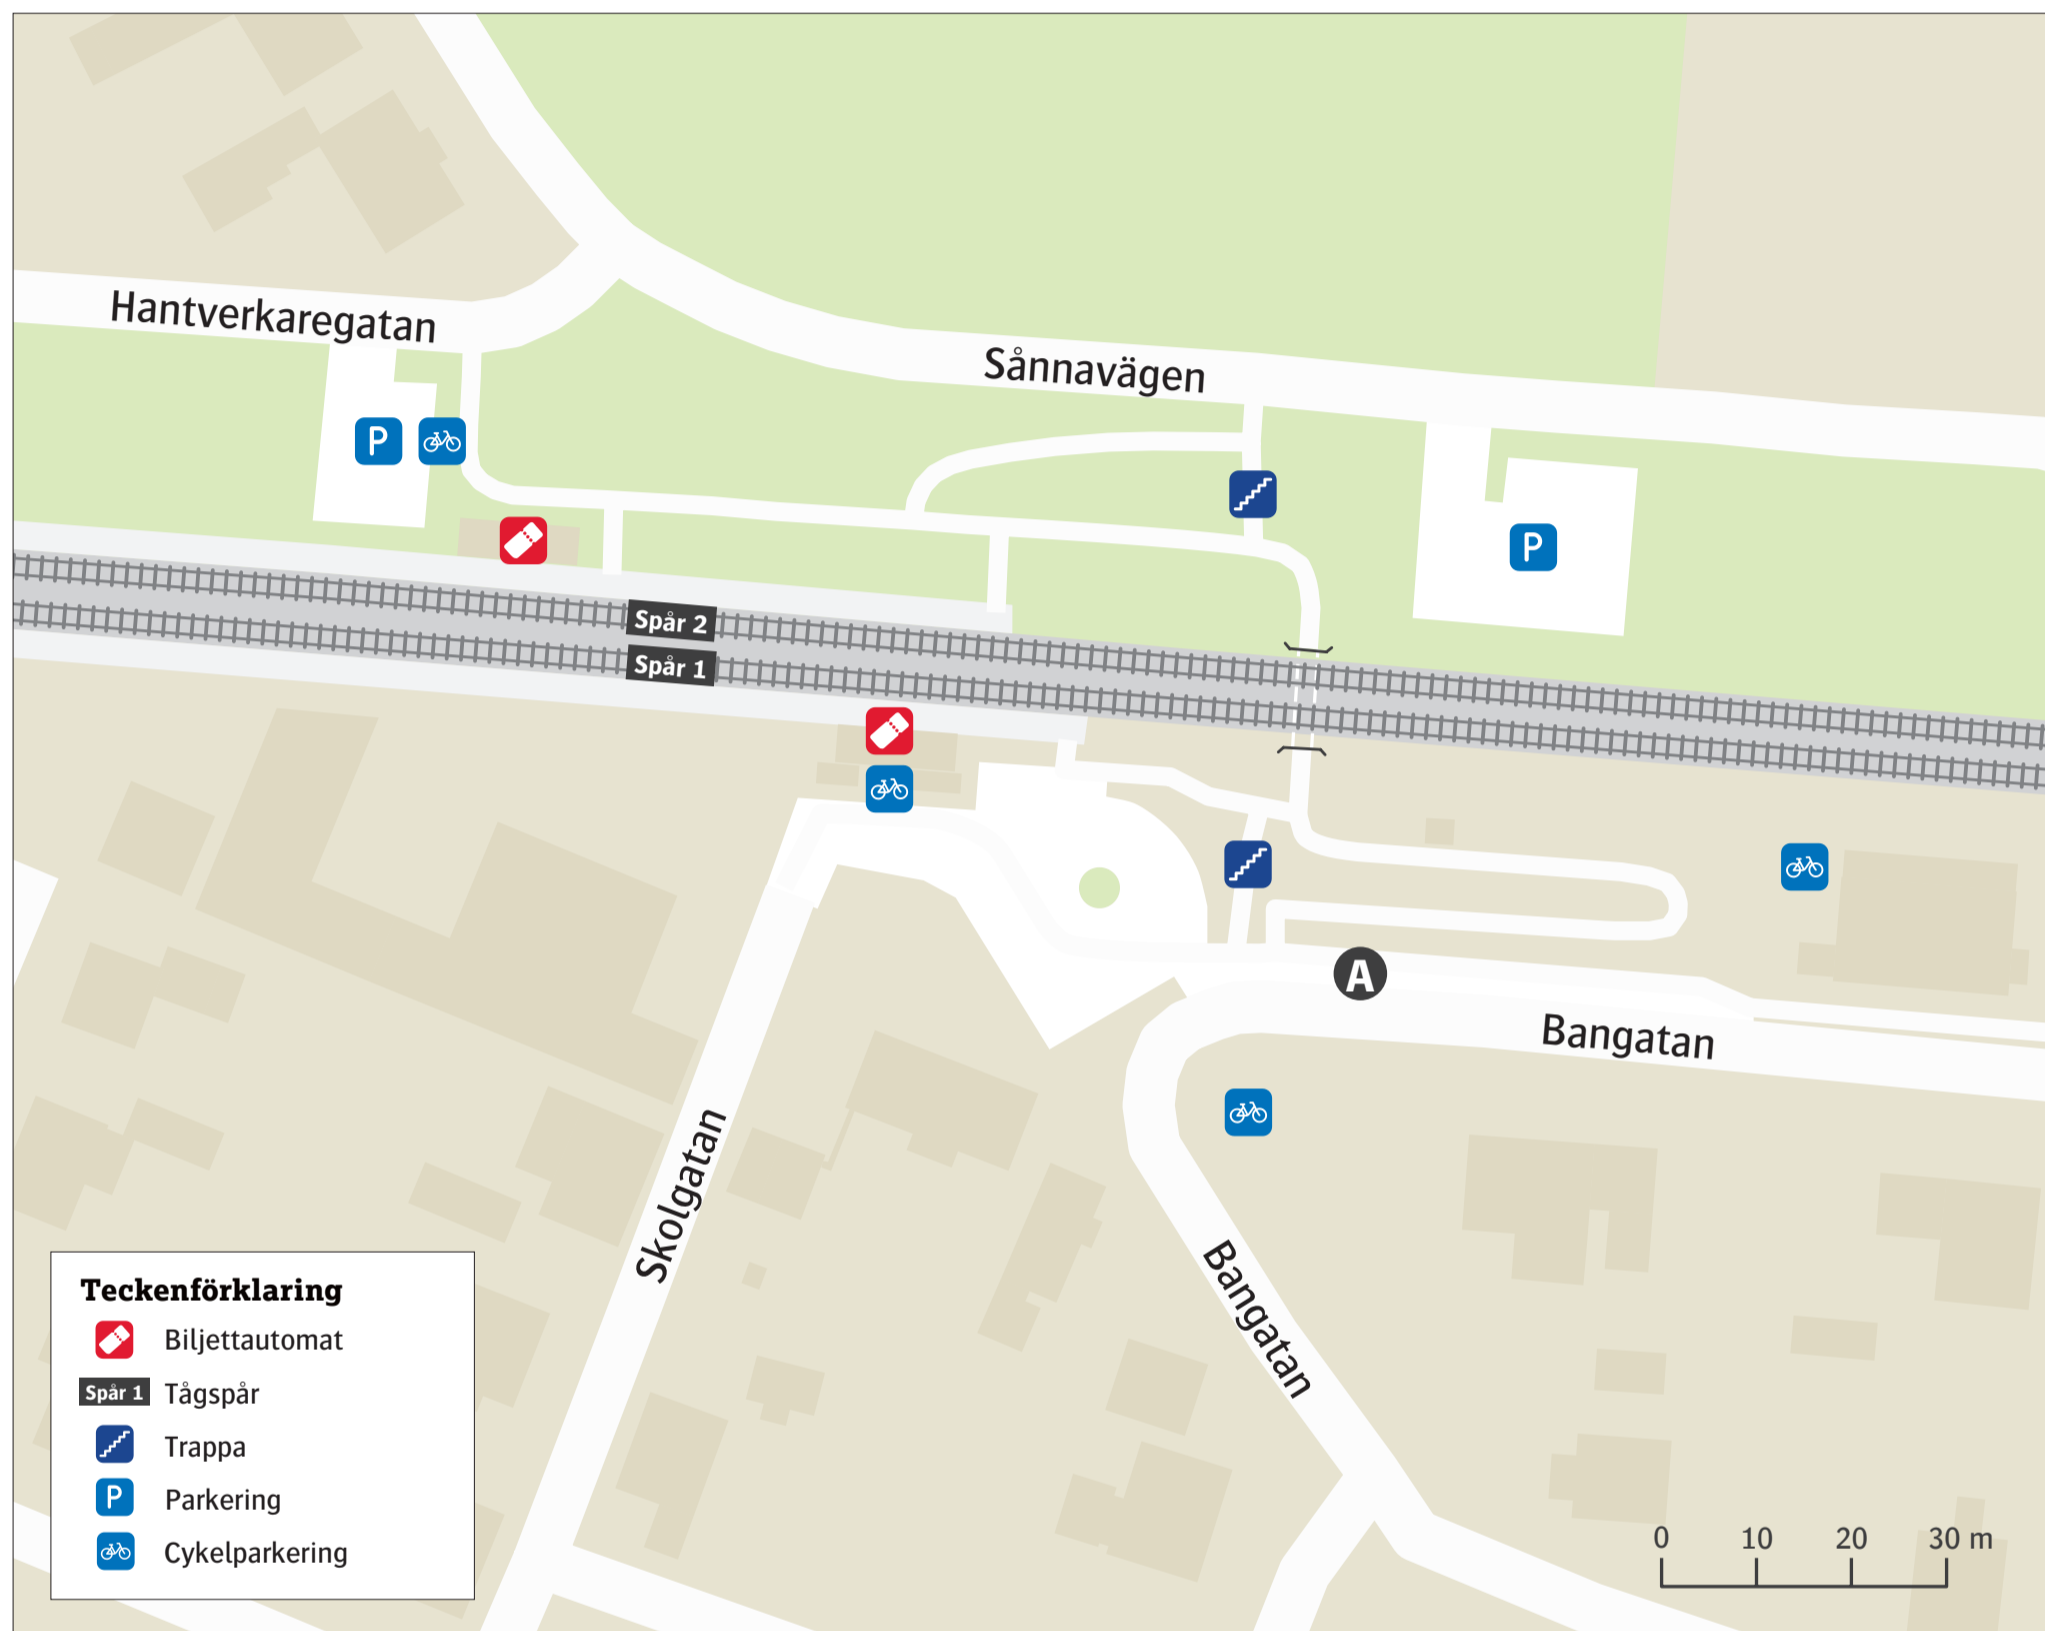 Hantverkaregatan
Sånnavägen
P
P
Spår 2
Spår 1
A
Bangatan
Skolgatan
Bangatan
Teckenförklaring
Biljettautomat
Spår 1 Tågspår
Trappa
P Parkering
Cykelparkering
0 10 20 30 m